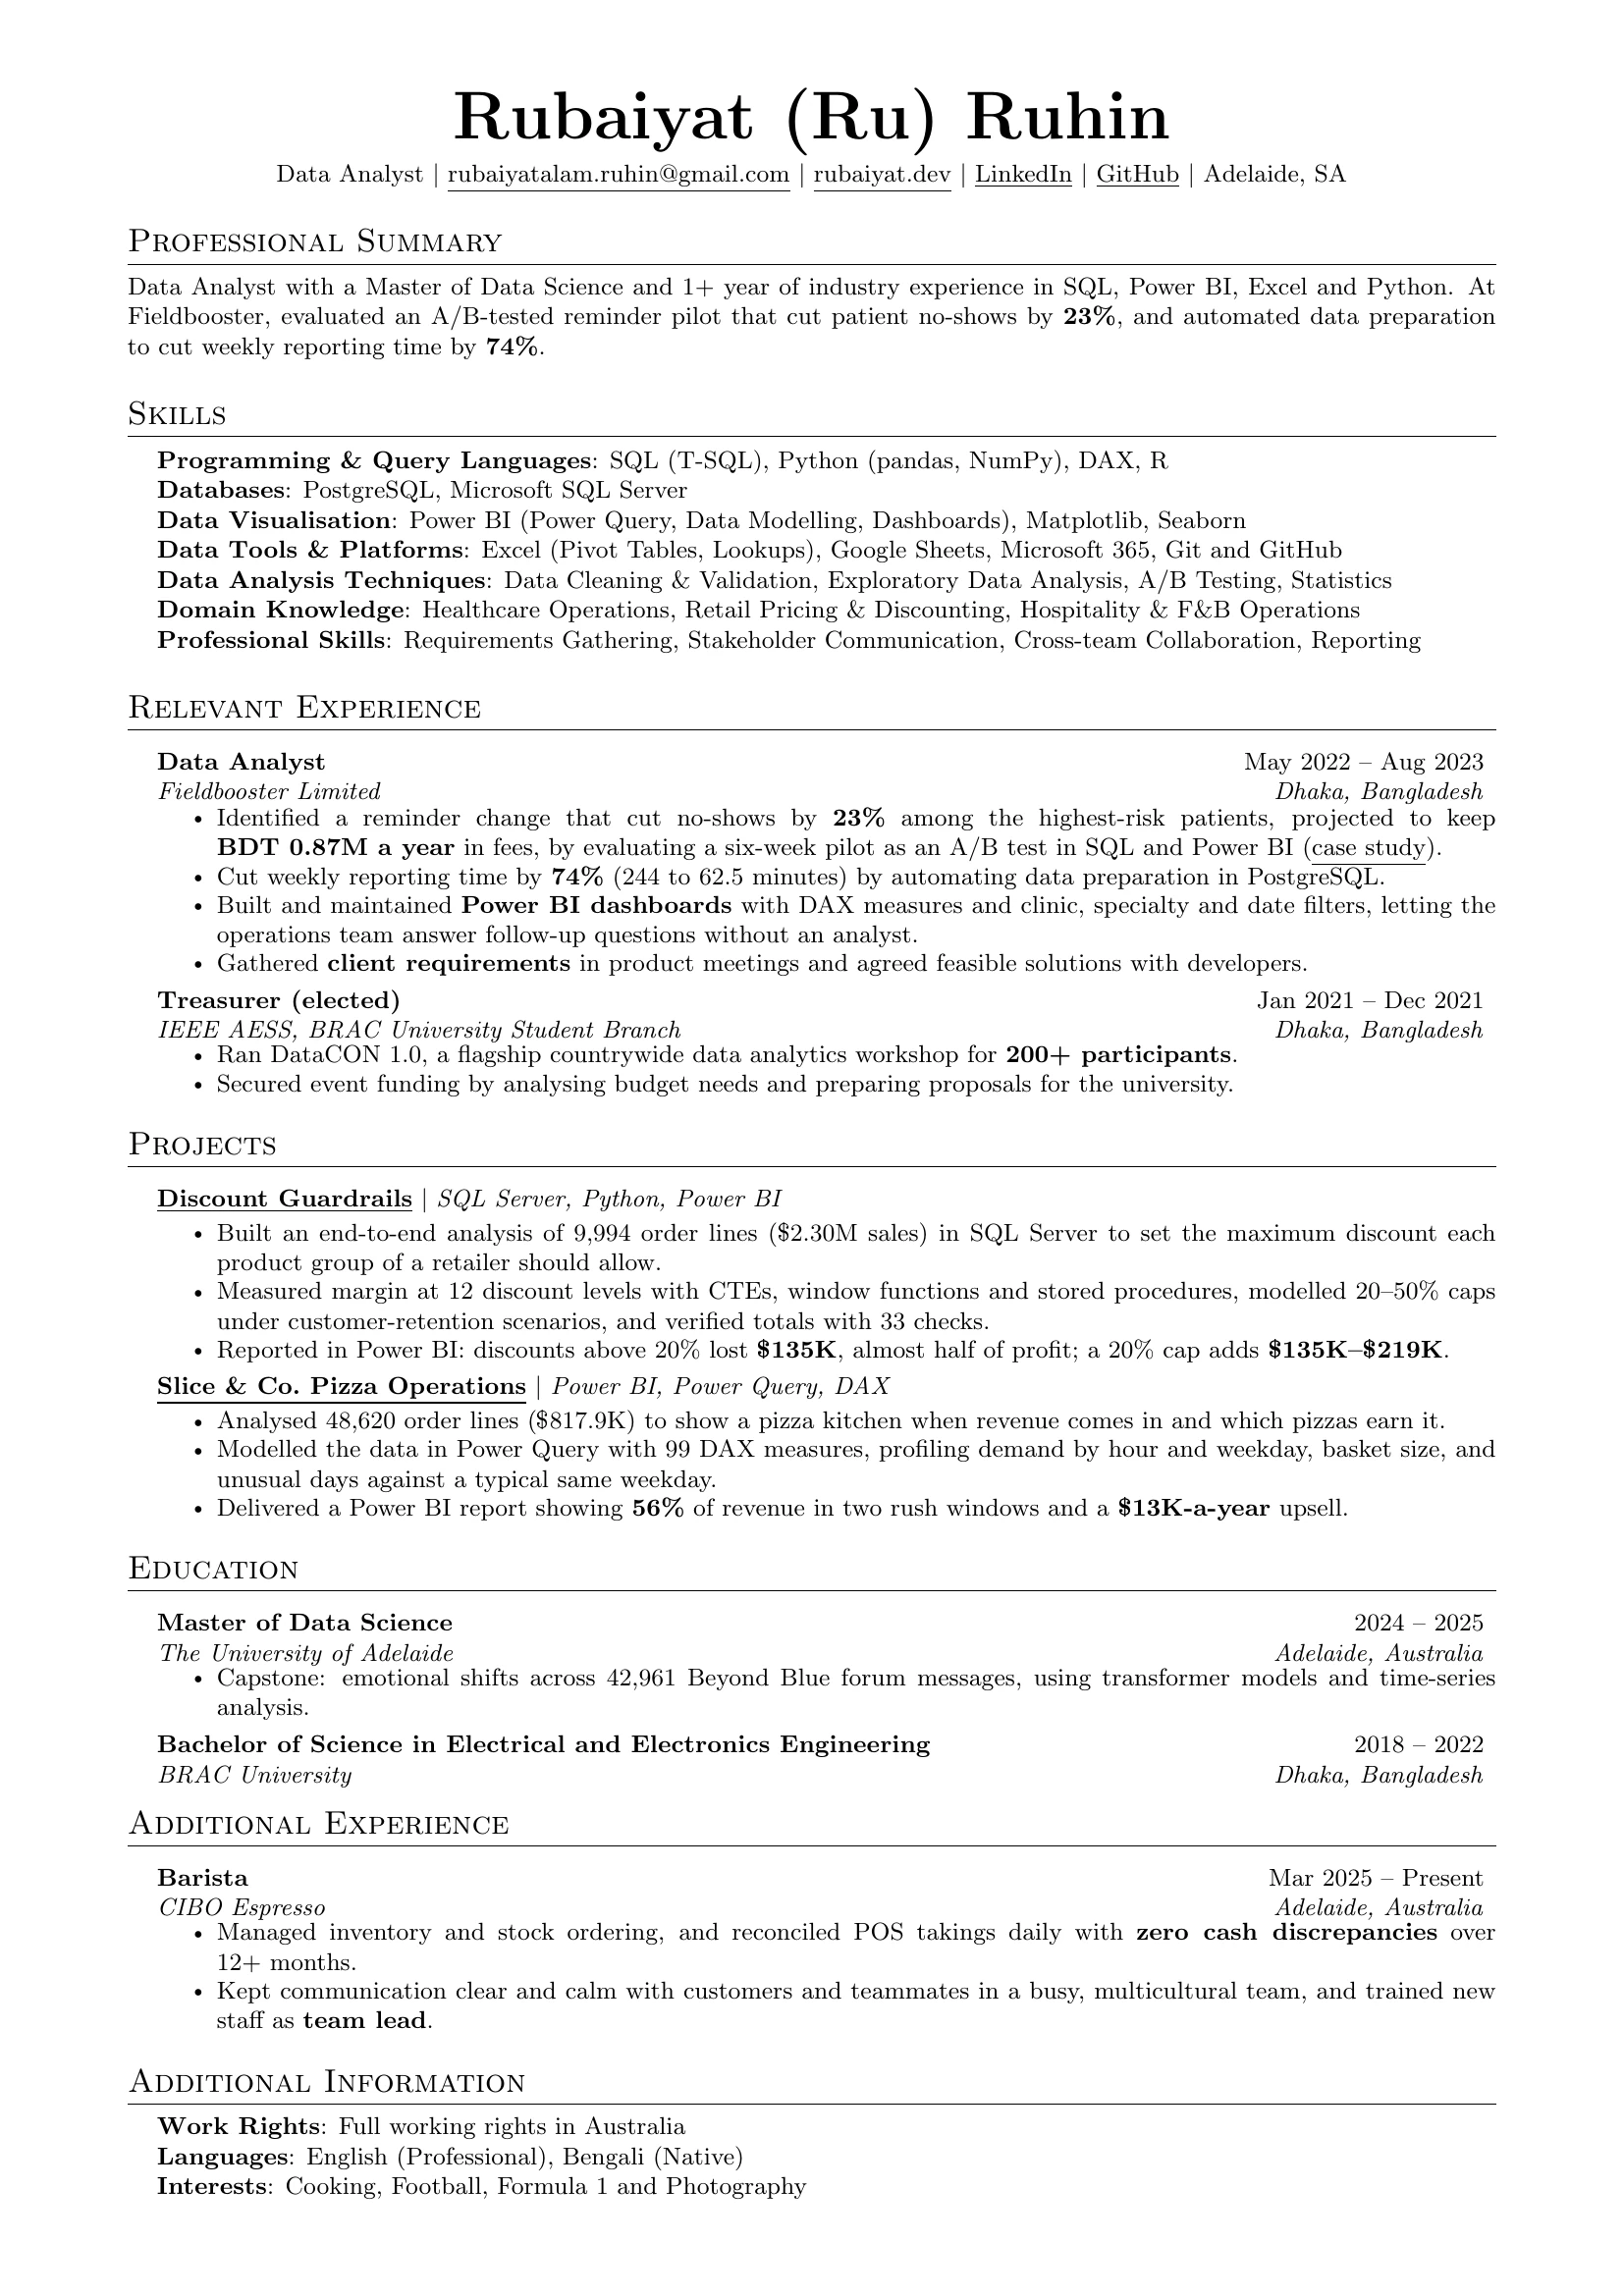 Rubaiyat (Ru) Ruhin
Data Analyst | rubaiyatalam.ruhin@gmail.com | rubaiyat.dev | LinkedIn | GitHub | Adelaide, SA
Professional Summary
Data Analyst with a Master of Data Science and 1+ year of industry experience in SQL, Power BI, Excel and Python. At
Fieldbooster, evaluated an A/B-tested reminder pilot that cut patient no-shows by 23%, and automated data preparation
to cut weekly reporting time by 74%.
Skills
Programming & Query Languages: SQL (T-SQL), Python (pandas, NumPy), DAX, R
Databases: PostgreSQL, Microsoft SQL Server
Data Visualisation: Power BI (Power Query, Data Modelling, Dashboards), Matplotlib, Seaborn
Data Tools & Platforms: Excel (Pivot Tables, Lookups), Google Sheets, Microsoft 365, Git and GitHub
Data Analysis Techniques: Data Cleaning & Validation, Exploratory Data Analysis, A/B Testing, Statistics
Domain Knowledge: Healthcare Operations, Retail Pricing & Discounting, Hospitality & F&B Operations
Professional Skills: Requirements Gathering, Stakeholder Communication, Cross-team Collaboration, Reporting
Relevant Experience
Data Analyst May 2022 – Aug 2023
Fieldbooster Limited Dhaka, Bangladesh
• Identified a reminder change that cut no-shows by 23% among the highest-risk patients, projected to keep
BDT 0.87M a year in fees, by evaluating a six-week pilot as an A/B test in SQL and Power BI (case study).
• Cut weekly reporting time by 74% (244 to 62.5 minutes) by automating data preparation in PostgreSQL.
• Built and maintained Power BI dashboards with DAX measures and clinic, specialty and date filters, letting the
operations team answer follow-up questions without an analyst.
• Gathered client requirements in product meetings and agreed feasible solutions with developers.
Treasurer (elected) Jan 2021 – Dec 2021
IEEE AESS, BRAC University Student Branch Dhaka, Bangladesh
• Ran DataCON 1.0, a flagship countrywide data analytics workshop for 200+ participants.
• Secured event funding by analysing budget needs and preparing proposals for the university.
Projects
Discount Guardrails | SQL Server, Python, Power BI
• Built an end-to-end analysis of 9,994 order lines ($2.30M sales) in SQL Server to set the maximum discount each
product group of a retailer should allow.
• Measured margin at 12 discount levels with CTEs, window functions and stored procedures, modelled 20–50% caps
under customer-retention scenarios, and verified totals with 33 checks.
• Reported in Power BI: discounts above 20% lost $135K, almost half of profit; a 20% cap adds $135K–$219K.
Slice & Co. Pizza Operations | Power BI, Power Query, DAX
• Analysed 48,620 order lines ($817.9K) to show a pizza kitchen when revenue comes in and which pizzas earn it.
• Modelled the data in Power Query with 99 DAX measures, profiling demand by hour and weekday, basket size, and
unusual days against a typical same weekday.
• Delivered a Power BI report showing 56% of revenue in two rush windows and a $13K-a-year upsell.
Education
Master of Data Science 2024 – 2025
The University of Adelaide Adelaide, Australia
• Capstone: emotional shifts across 42,961 Beyond Blue forum messages, using transformer models and time-series
analysis.
Bachelor of Science in Electrical and Electronics Engineering 2018 – 2022
BRAC University Dhaka, Bangladesh
Additional Experience
Barista Mar 2025 – Present
CIBO Espresso Adelaide, Australia
• Managed inventory and stock ordering, and reconciled POS takings daily with zero cash discrepancies over
12+ months.
• Kept communication clear and calm with customers and teammates in a busy, multicultural team, and trained new
staff as team lead.
Additional Information
Work Rights: Full working rights in Australia
Languages: English (Professional), Bengali (Native)
Interests: Cooking, Football, Formula 1 and Photography